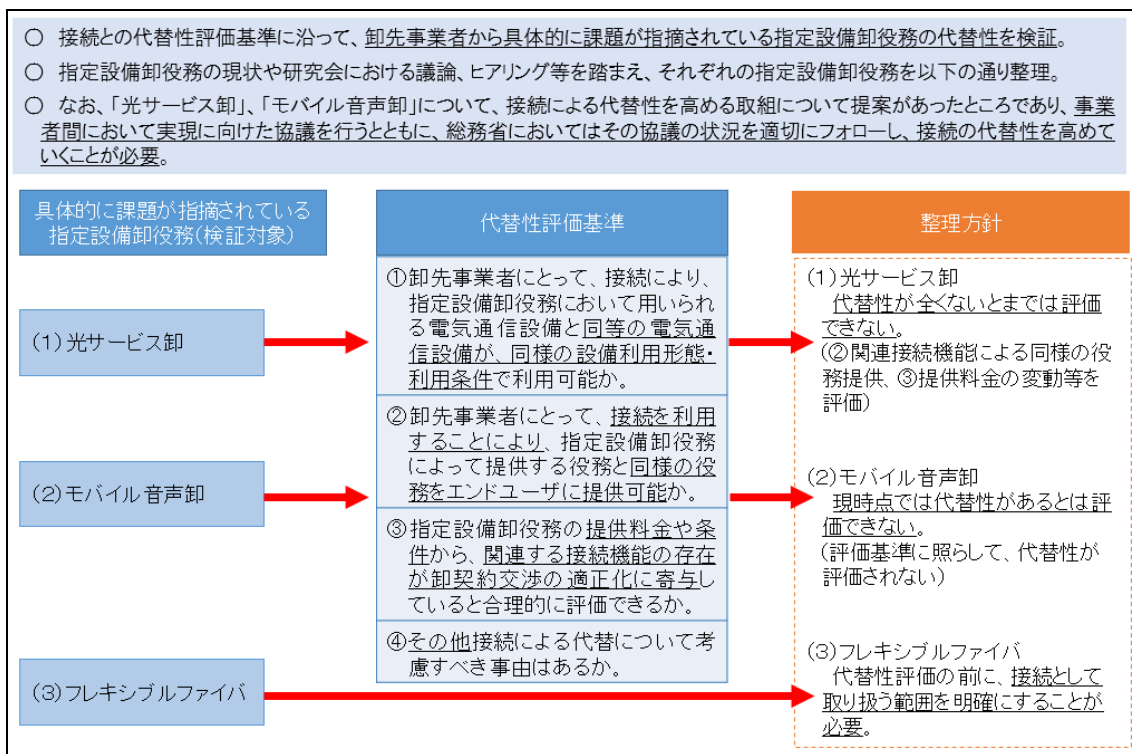 ○ 接続との代替性評価基準に沿って、卸先事業者から具体的に課題が指摘されている指定設備卸役務の代替性を検証。
○ 指定設備卸役務の現状や研究会における議論、ヒアリング等を踏まえ、それぞれの指定設備卸役務を以下の通り整理。
○ なお、「光サービス卸」、「モバイル音声卸」について、接続による代替性を高める取組について提案があったところであり、事業
者間において実現に向けた協議を行うとともに、総務省においてはその協議の状況を適切にフォローし、接続の代替性を高めて
いくことが必要。
具体的に課題が指摘されている
指定設備卸役務(検証対象)
(1)光サービス卸
(2)モバイル音声卸
(3)フレキシブルファイバ
代替性評価基準
①卸先事業者にとって、接続により、
指定設備卸役務において用いられ
る電気通信設備と同等の電気通
信設備が、同様の設備利用形態・
利用条件で利用可能か。
②卸先事業者にとって、接続を利用
することにより、指定設備卸役務
によって提供する役務と同様の役
務をエンドユーザに提供可能か。
③指定設備卸役務の提供料金や条
件から、関連する接続機能の存在
が卸契約交渉の適正化に寄与し
ていると合理的に評価できるか。
④その他接続による代替について考
慮すべき事由はあるか。
整理方針
(1)光サービス卸
代替性が全くないとまでは評価
できない。
(②関連接続機能による同様の役
務提供、③提供料金の変動等を
評価)
(2)モバイル音声卸
現時点では代替性があるとは評
価できない。
(評価基準に照らして、代替性が
評価されない)
(3)フレキシブルファイバ
代替性評価の前に、接続として
取り扱う範囲を明確にすることが
必要。